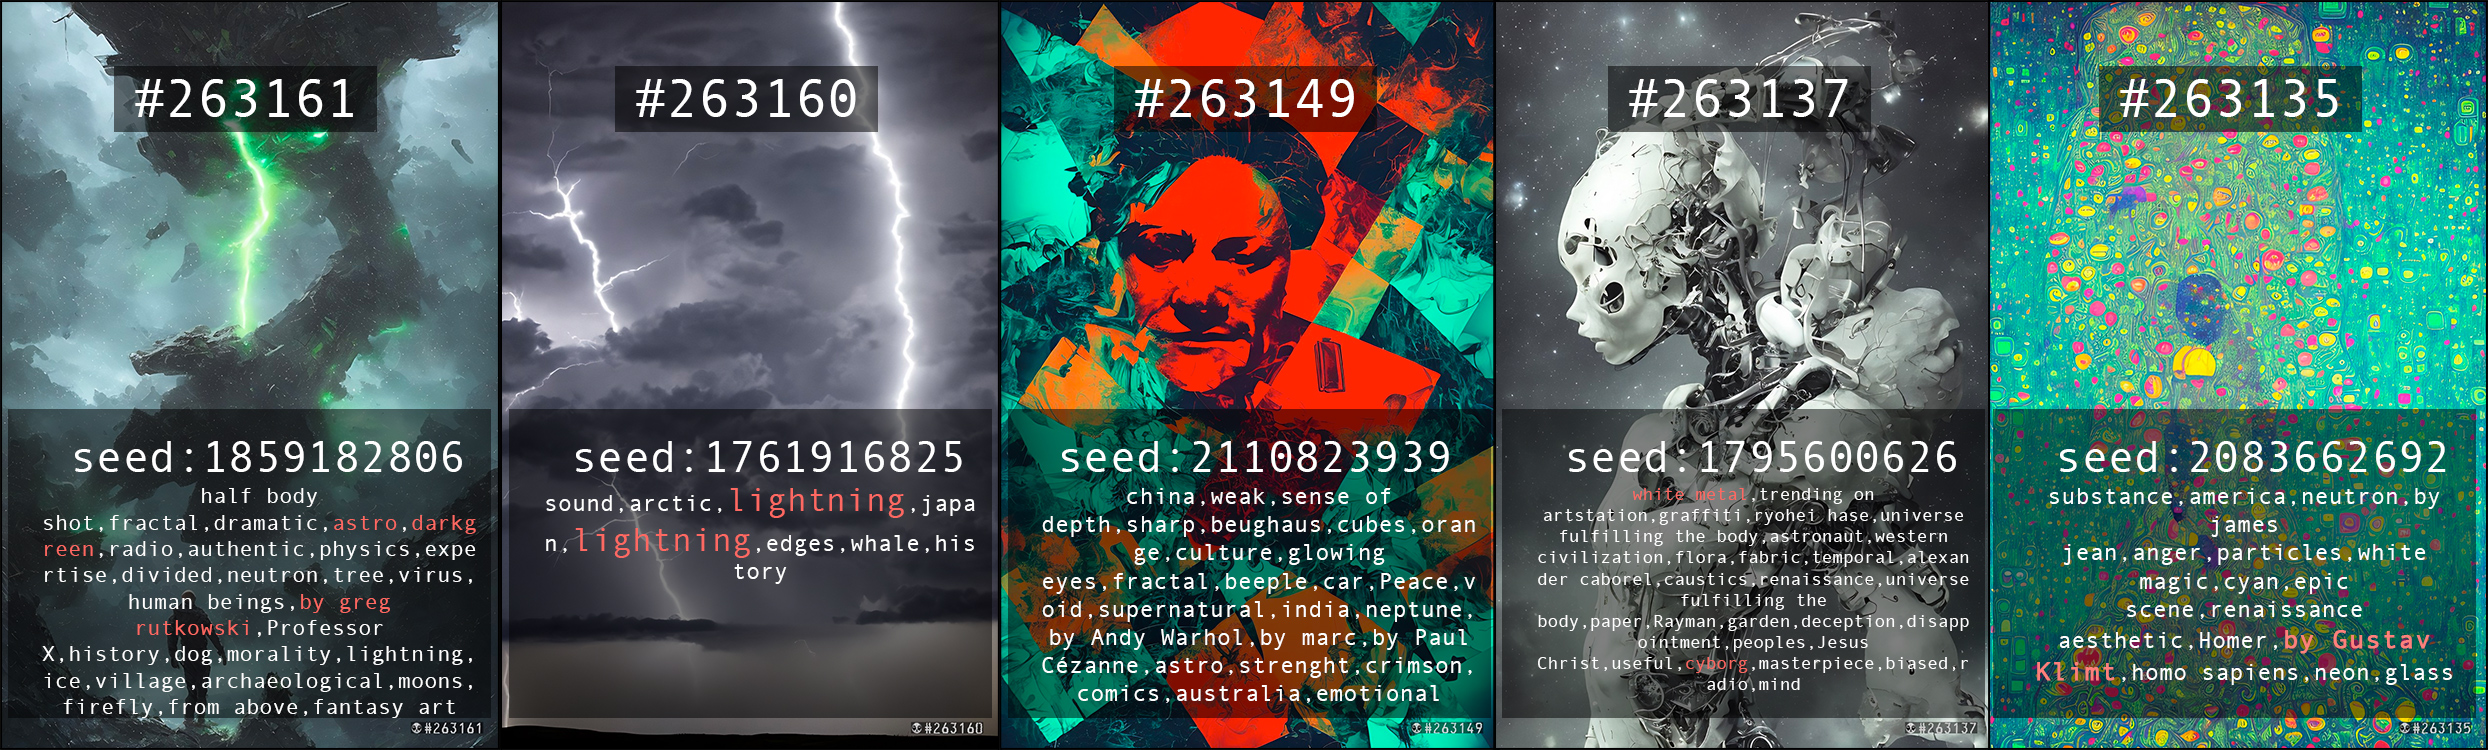 #263161
seed:1859182806
half body
shot,fractal,dramatic,astro,darkg
reen,radio,authentic,physics,expe
rtise,divided,neutron,tree,virus,
human beings,by greg
rutkowski,Professor
X,history,dog,morality,lightning,
ice,village,archaeological,moons,
firefly,from above,fantasy art
#263161
#263160
seed:1761916825
sound,arctic,lightning,japa
n,lightning,edges,whale,his
tory
#263160
#263149
seed:2110823939
china,weak,sense of
depth,sharp,beughaus,cubes,oran
ge,culture,glowing
eyes,fractal,beeple,car,Peace,v
oid,supernatural,india,neptune,
by Andy Warhol,by marc,by Paul
Cézanne,astro,strenght,crimson,
comics,australia,emotional
#263149
#263137
seed:1795600626
white metal,trending on
artstation,graffiti,ryohei hase,universe
fulfilling the body,astronaut,western
civilization,flora,fabric,temporal,alexan
der caborel,caustics,renaissance,universe
fulfilling the
body,paper,Rayman,garden,deception,disapp
ointment,peoples,Jesus
Christ,useful,cyborg,masterpiece,biased,r
adio,mind
#263137
#263135
seed:2083662692
substance,america,neutron,by
james
jean,anger,particles,white
magic,cyan,epic
scene,renaissance
aesthetic,Homer,by Gustav
Klimt,homo sapiens,neon,glass
#263135